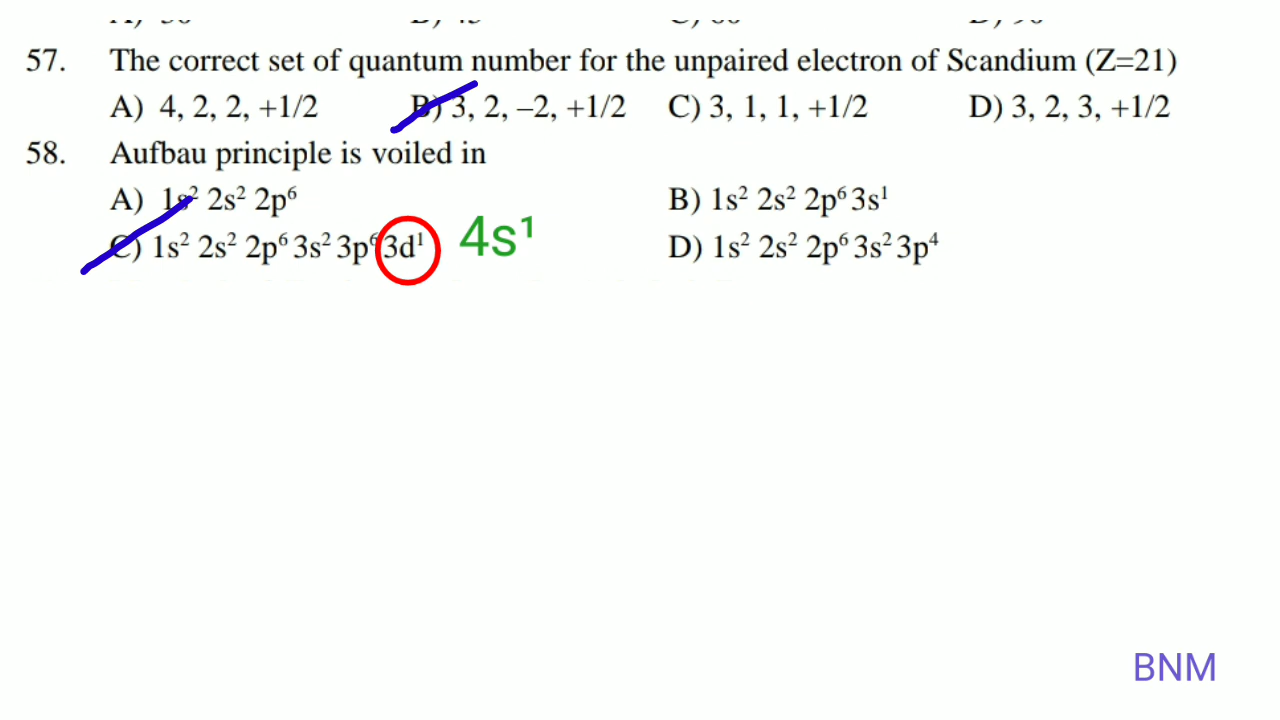 57. The correct set of quantum number for the unpaired electron of Scandium (Z=21)
A) 4, 2, 2, +1/2 B) 3, 2, –2, +1/2 C) 3, 1, 1, +1/2 D) 3, 2, 3, +1/2
58. Aufbau principle is voiled in
A) 1s² 2s² 2p⁶ B) 1s² 2s² 2p⁶ 3s¹
C) 1s² 2s² 2p⁶ 3s² 3p⁶ 3d¹ 4s¹ D) 1s² 2s² 2p⁶ 3s² 3p⁴
BNM